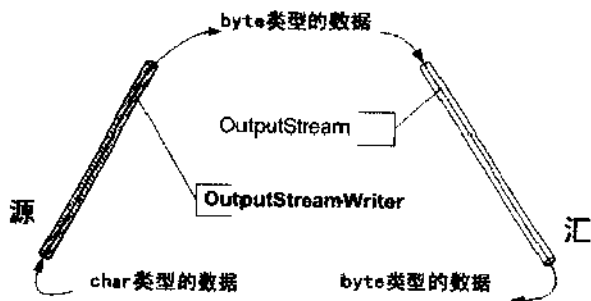 byte类型的数据
OutputStream
OutputStreamWriter
源
汇
char类型的数据
byte类型的数据